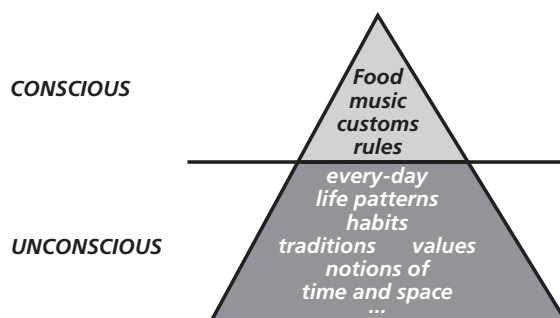 CONSCIOUS
Food
music
customs
rules
UNCONSCIOUS
every-day
life patterns
habits
traditions values
notions of
time and space
...